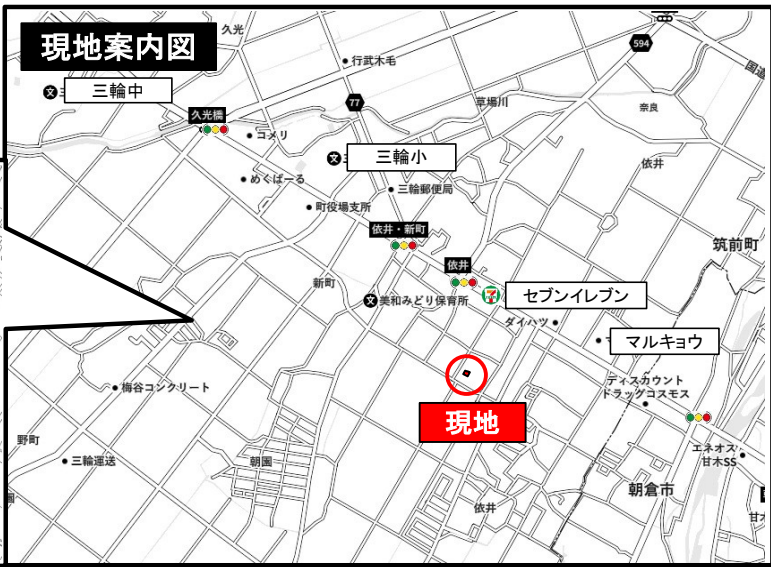 現地案内図
久光
行武木毛
594
国道
三輪中
77
久光橋
コメリ
草場川
奈良
三輪小
依井
めくばーる
三輪郵便局
町役場支所
依井・新町
筑前町
依井
新町
セブンイレブン
美和みどり保育所
ダイハツ
マルキョウ
梅谷コンクリート
ディスカウント
ドラッグコスモス
現地
野町
三輪運送
朝園
エネオス
甘木SS
朝倉市
依井
甘木